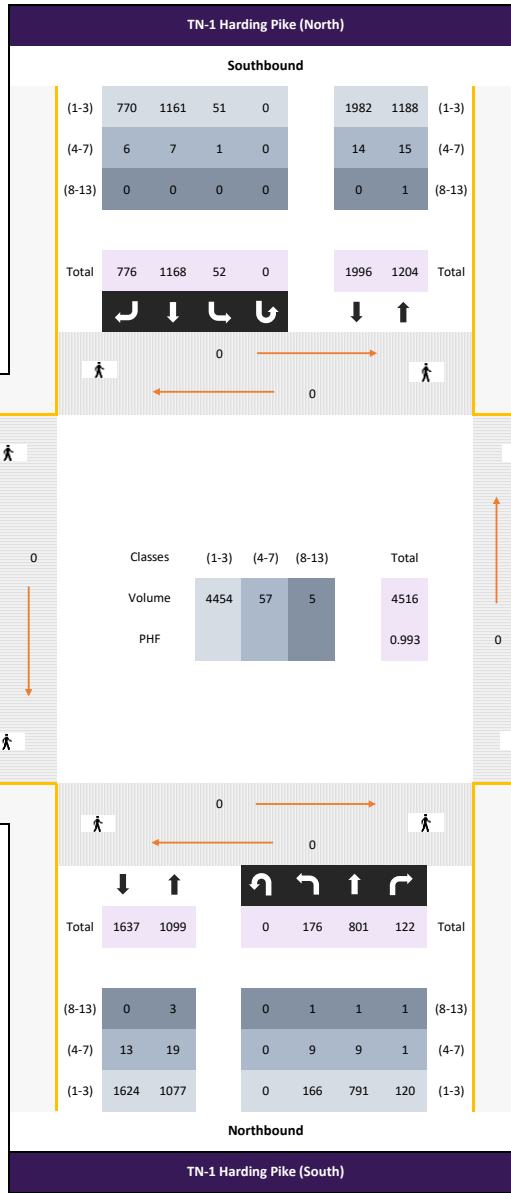 TN-1 Harding Pike (North)
Southbound
(1-3) 770 1161 51 0 1982 1188 (1-3)
(4-7) 6 7 1 0 14 15 (4-7)
(8-13) 0 0 0 0 0 1 (8-13)
Total 776 1168 52 0 1996 1204 Total
0
0
0
Classes (1-3) (4-7) (8-13) Total
Volume 4454 57 5 4516
PHF 0.993
0
0
0
Total 1637 1099 0 176 801 122 Total
(8-13) 0 3 0 1 1 1 (8-13)
(4-7) 13 19 0 9 9 1 (4-7)
(1-3) 1624 1077 0 166 791 120 (1-3)
Northbound
TN-1 Harding Pike (South)